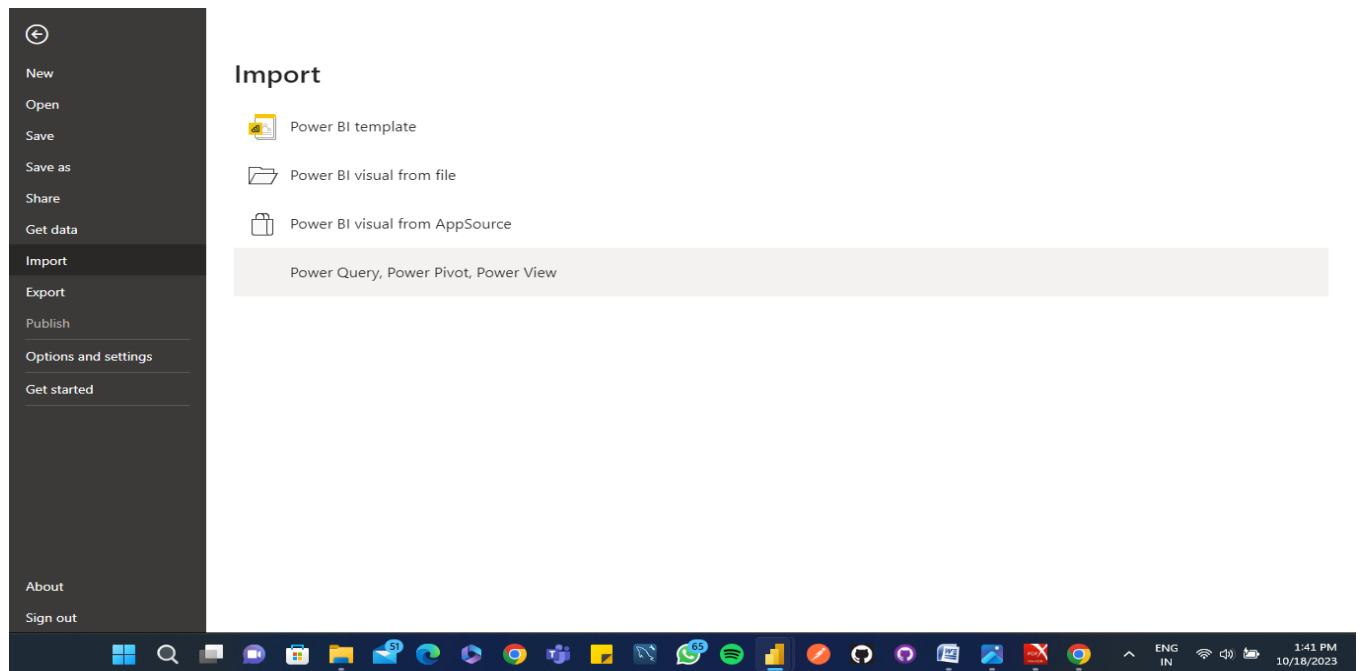 New
Open
Save
Save as
Share
Get data
Import
Export
Publish
Options and settings
Get started
About
Sign out
Import
Power BI template
Power BI visual from file
Power BI visual from AppSource
Power Query, Power Pivot, Power View
51
65
ENG
IN
1:41 PM
10/18/2023